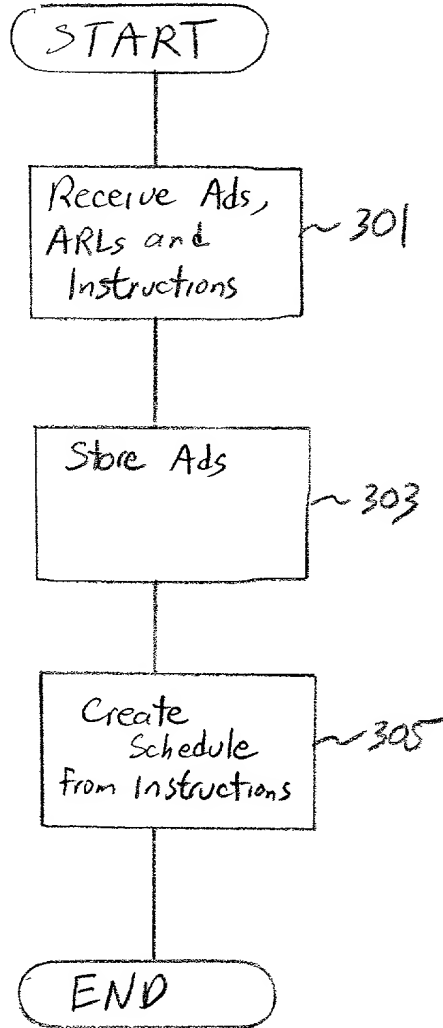 START
Receive Ads,
ARLs and
Instructions
301
Store Ads
303
Create
Schedule
from Instructions
305
END